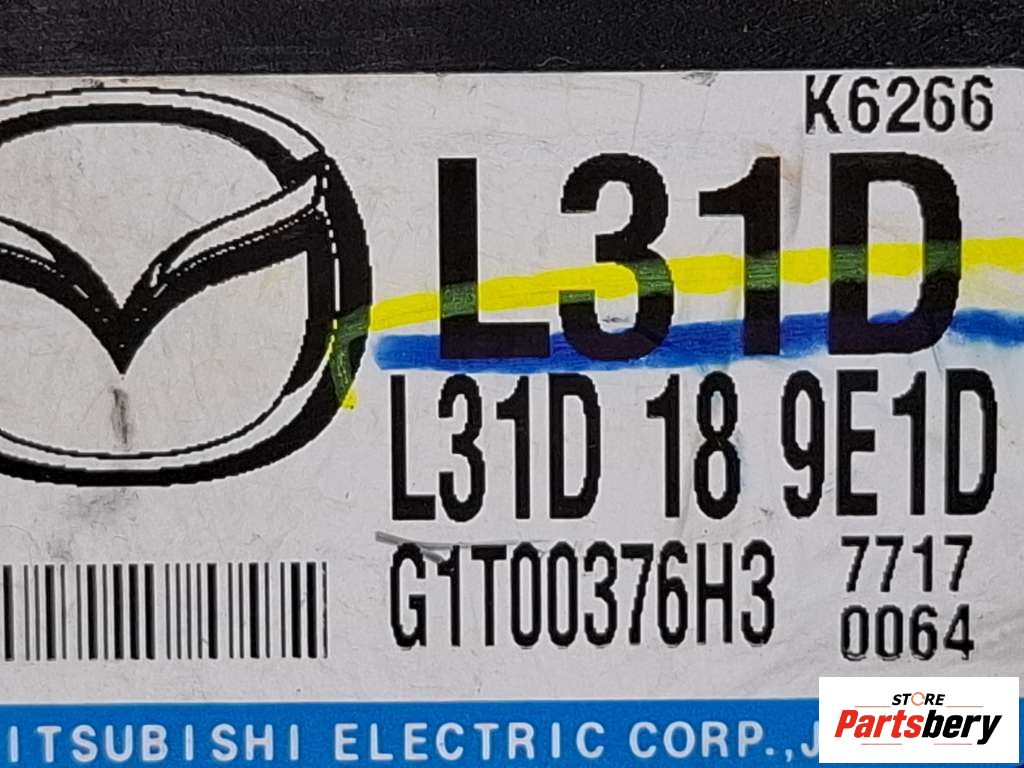 K6266
L31D
L31D 18 9E1D
G1T00376H3 7717
0064
ITSUBISHI ELECTRIC CORP.,J
STORE
Partsbery